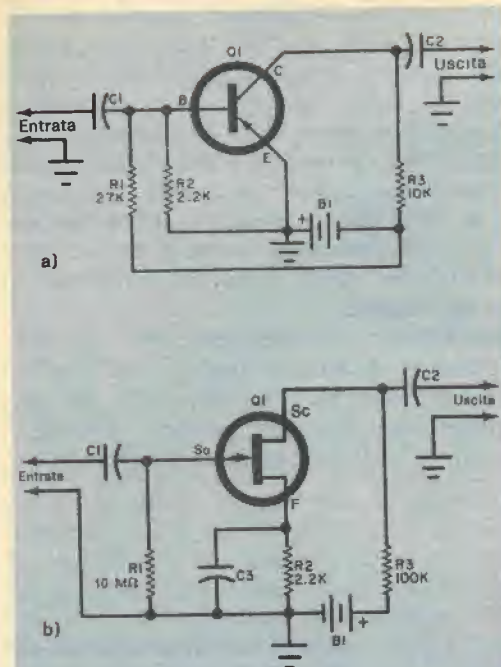 Q1
C
C2
Uscita
C1
B
Entrata
E
R1
27K
R2
2.2K
R3
10K
+
B1
a)
Q1
Sc
C2
Uscita
C1
So
Entrata
F
R1
10 MΩ
C3
R2
2.2K
R3
100K
+
B1
b)